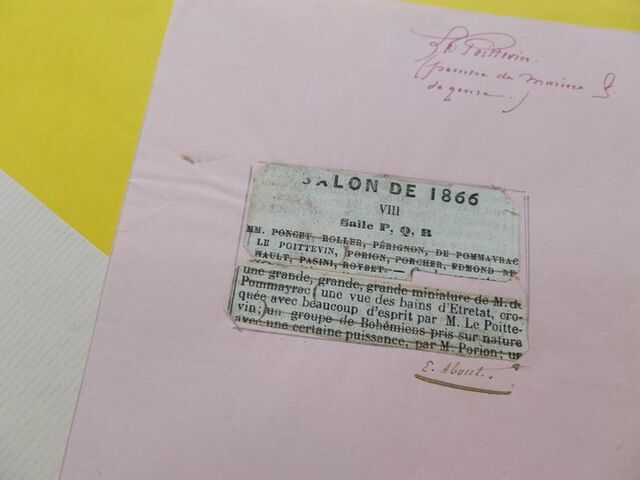 Le Poittevin.
peintre de Marine &
de genre.
SALON DE 1866
VIII
Salle P, Q, R
MM. PONCET, ROLLER, PÉRIGNON, DE POMMAYRAC
LE POITTEVIN, PORION, PORCHER, EDMOND HÉ
NAULT, PASINI, ROYBET. —
une grande, grande, grande miniature de M. de
Pommayrac; une vue des bains d'Etretat, cro-
quée avec beaucoup d'esprit par M. Le Poitte-
vin; un groupe de Bohémiens pris sur nature
avec une certaine puissance, par M. Porion; un
E. About.